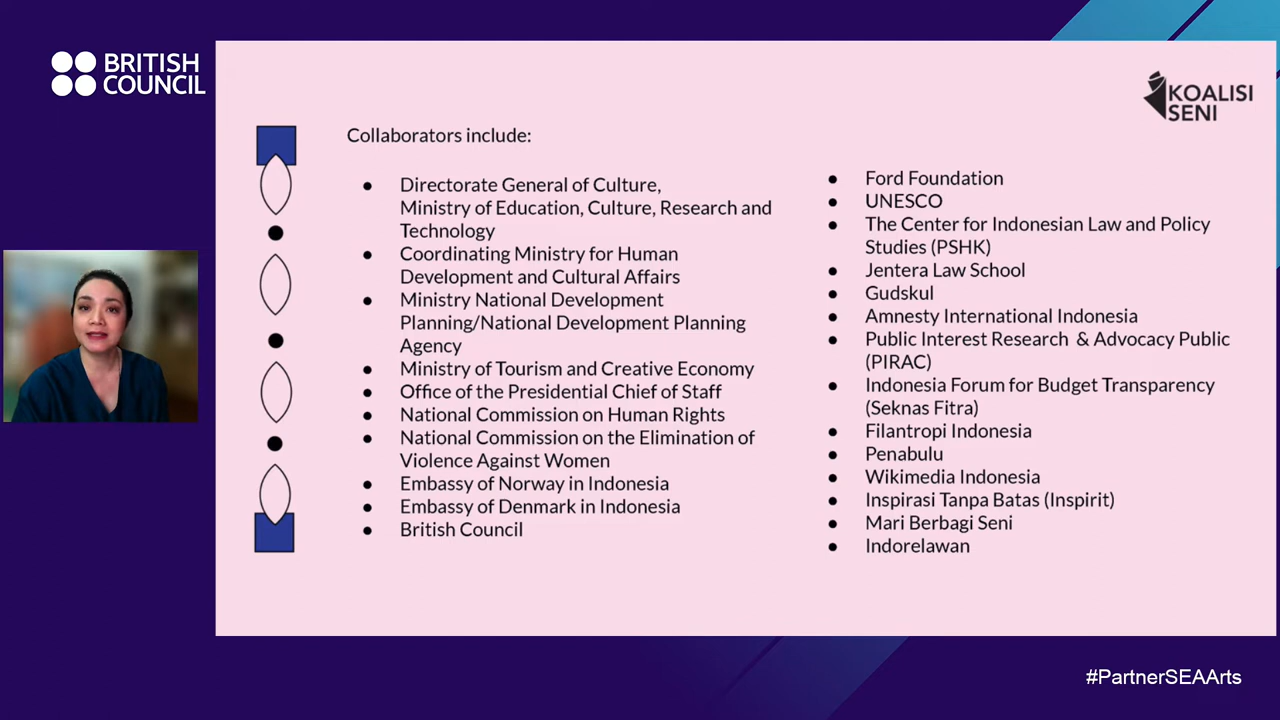 BRITISH
COUNCIL
KOALISI
SENI
Collaborators include:
• Directorate General of Culture,
Ministry of Education, Culture, Research and
Technology
• Coordinating Ministry for Human
Development and Cultural Affairs
• Ministry National Development
Planning/National Development Planning
Agency
• Ministry of Tourism and Creative Economy
• Office of the Presidential Chief of Staff
• National Commission on Human Rights
• National Commission on the Elimination of
Violence Against Women
• Embassy of Norway in Indonesia
• Embassy of Denmark in Indonesia
• British Council
• Ford Foundation
• UNESCO
• The Center for Indonesian Law and Policy
Studies (PSHK)
• Jentera Law School
• Gudskul
• Amnesty International Indonesia
• Public Interest Research & Advocacy Public
(PIRAC)
• Indonesia Forum for Budget Transparency
(Seknas Fitra)
• Filantropi Indonesia
• Penabulu
• Wikimedia Indonesia
• Inspirasi Tanpa Batas (Inspirit)
• Mari Berbagi Seni
• Indorelawan
#PartnerSEAArts